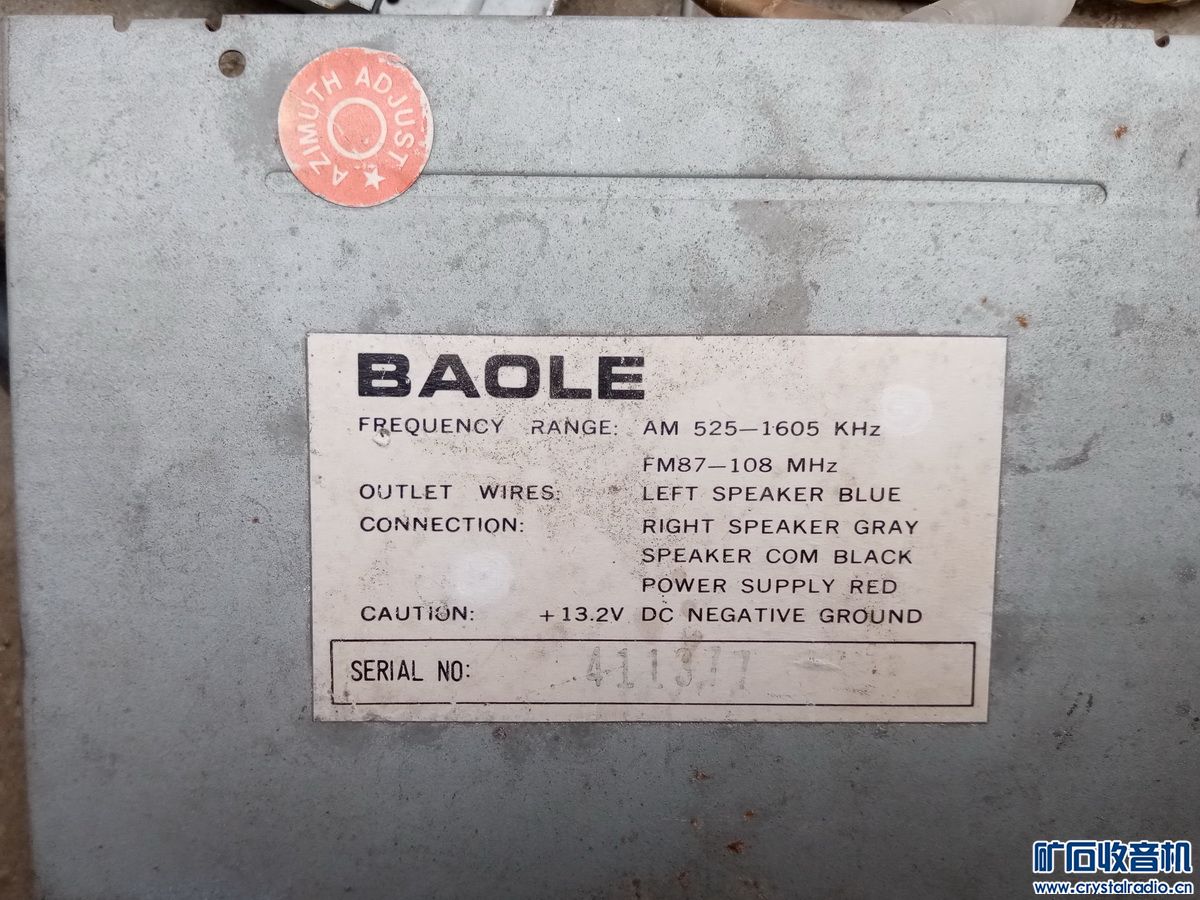 AZIMUTH ADJUST
BAOLE
FREQUENCY RANGE: AM 525—1605 KHz
FM87—108 MHz
OUTLET WIRES: LEFT SPEAKER BLUE
CONNECTION: RIGHT SPEAKER GRAY
SPEAKER COM BLACK
POWER SUPPLY RED
CAUTION: +13.2V DC NEGATIVE GROUND
SERIAL NO: 411377
矿石收音机
www.crystalradio.cn